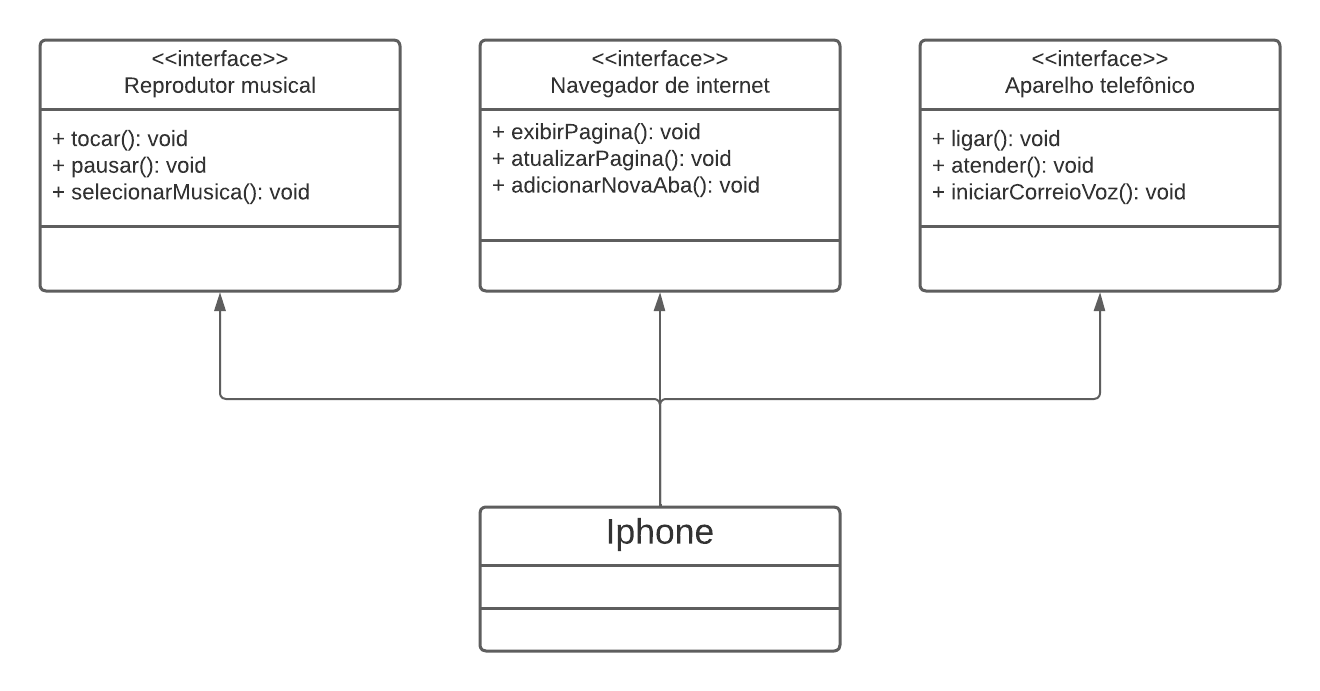 <<interface>>
Reprodutor musical
+ tocar(): void
+ pausar(): void
+ selecionarMusica(): void
<<interface>>
Navegador de internet
+ exibirPagina(): void
+ atualizarPagina(): void
+ adicionarNovaAba(): void
<<interface>>
Aparelho telefônico
+ ligar(): void
+ atender(): void
+ iniciarCorreioVoz(): void
Iphone